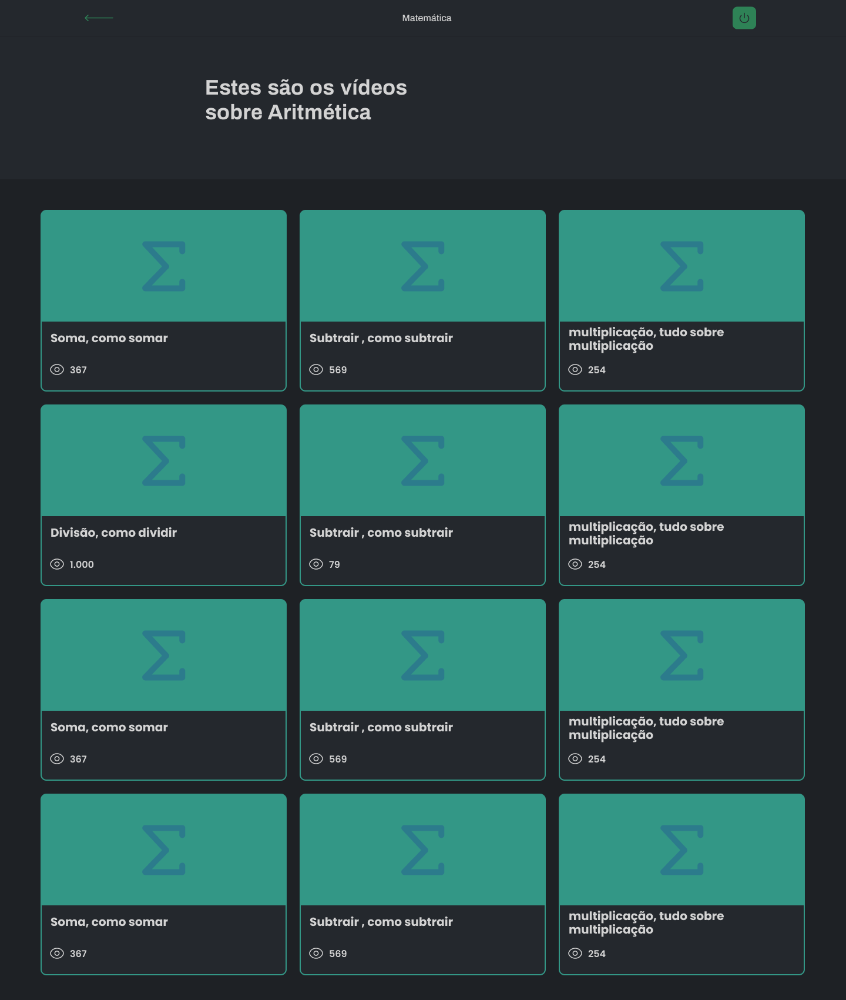 Matemática
Estes são os vídeos
sobre Aritmética
Soma, como somar
367
Subtrair , como subtrair
569
multiplicação, tudo sobre
multiplicação
254
Divisão, como dividir
1.000
Subtrair , como subtrair
79
multiplicação, tudo sobre
multiplicação
254
Soma, como somar
367
Subtrair , como subtrair
569
multiplicação, tudo sobre
multiplicação
254
Soma, como somar
367
Subtrair , como subtrair
569
multiplicação, tudo sobre
multiplicação
254